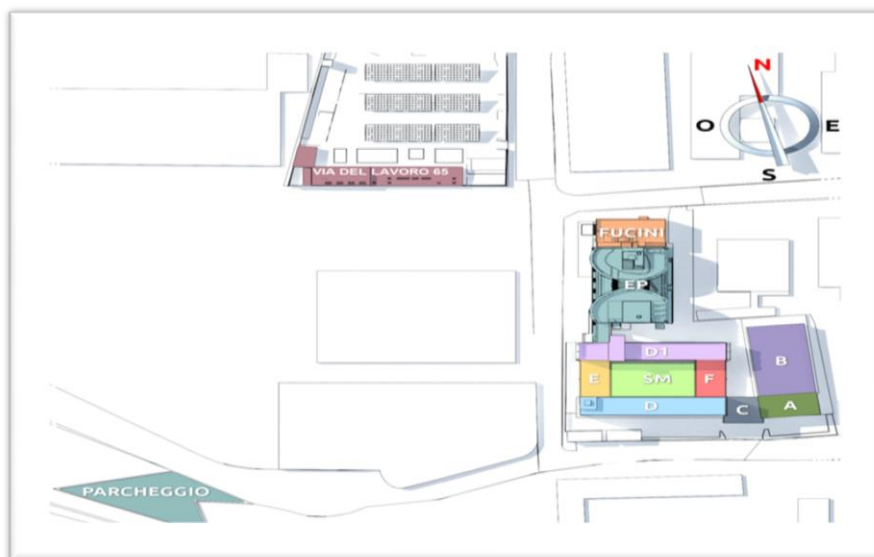 N
O
E
S
VIA DEL LAVORO 65
FUCINI
EP
D1
B
E
SM
F
D
C
A
PARCHEGGIO